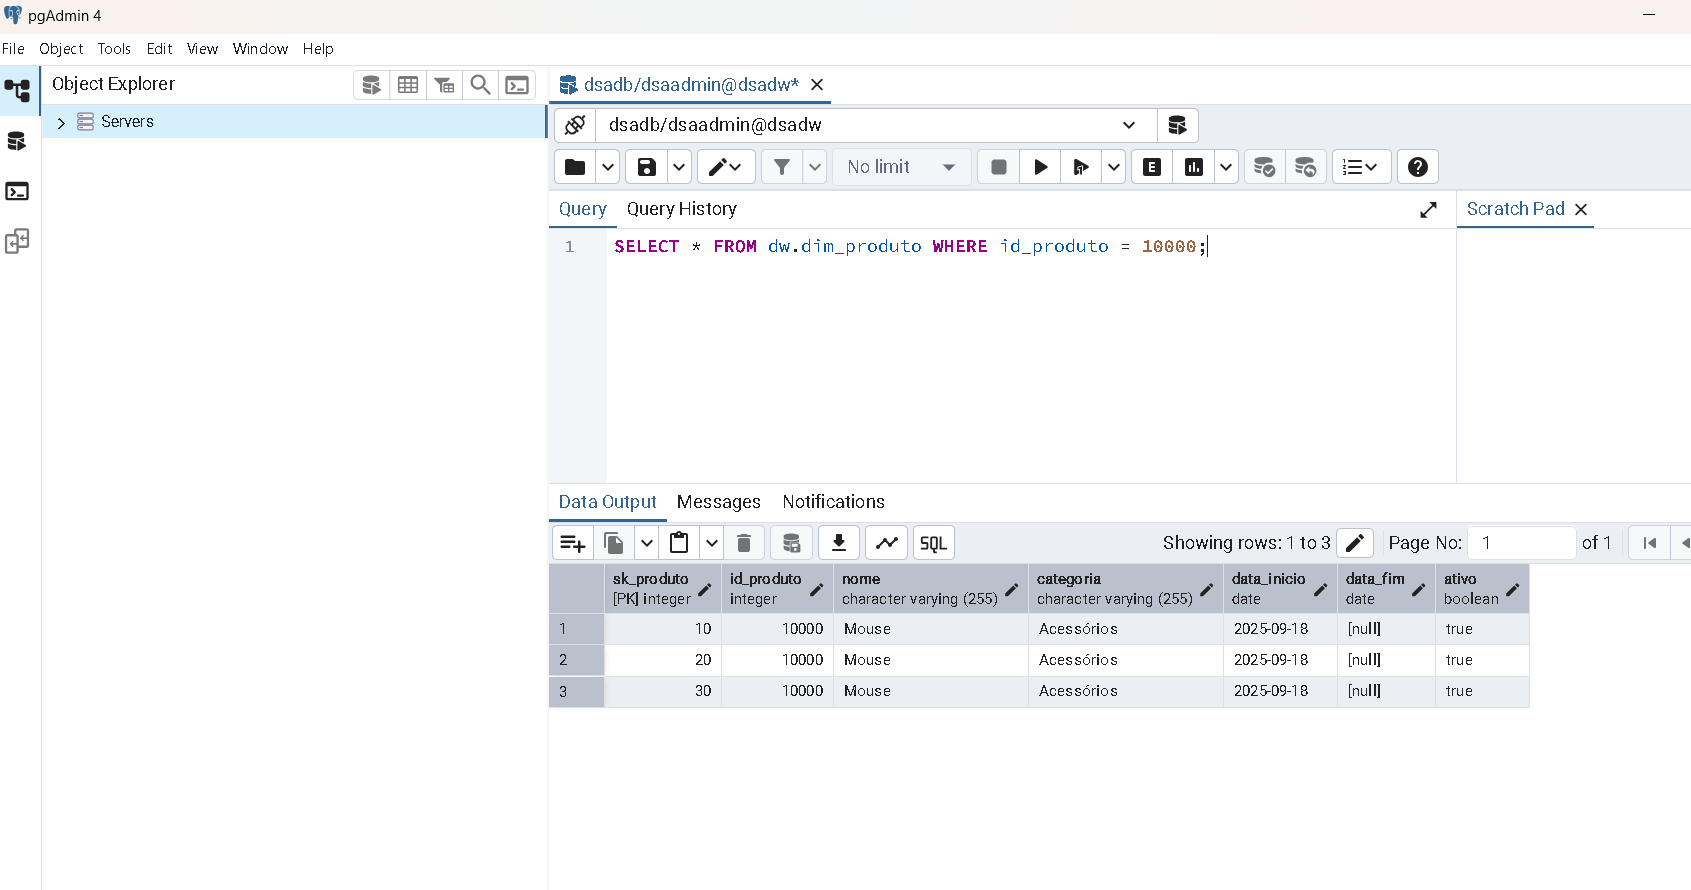 pgAdmin 4
File Object Tools Edit View Window Help
Object Explorer
Servers
dsadb/dsaadmin@dsadw*
dsadb/dsaadmin@dsadw
No limit
E
Query Query History
Scratch Pad
1 SELECT * FROM dw.dim_produto WHERE id_produto = 10000;
Data Output Messages Notifications
SQL Showing rows: 1 to 3 Page No: 1 of 1
sk_produto id_produto nome categoria data_inicio data_fim ativo
[PK] integer integer character varying (255) character varying (255) date date boolean
1 10 10000 Mouse Acessórios 2025-09-18 [null] true
2 20 10000 Mouse Acessórios 2025-09-18 [null] true
3 30 10000 Mouse Acessórios 2025-09-18 [null] true